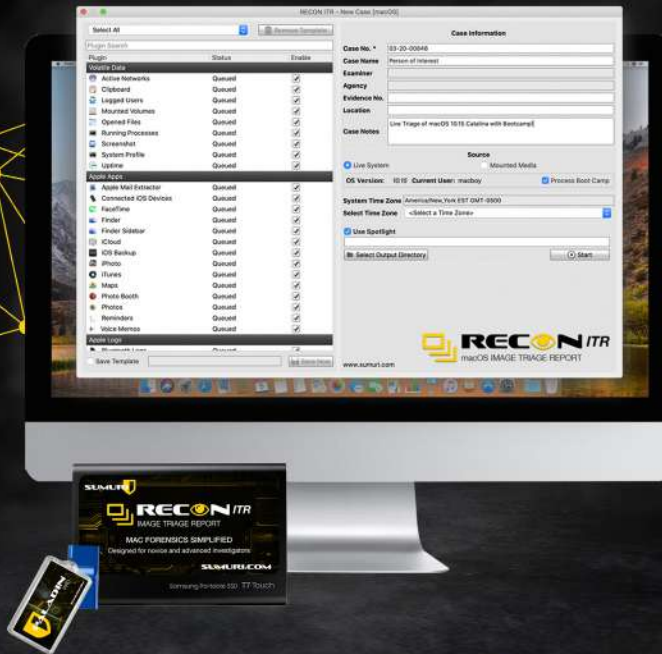 RECON ITR - New Case [macOS]
Select All
Remove Template
Plugin Search
Plugin Status Enable
Volatile Data
Active Networks Queued
Clipboard Queued
Logged Users Queued
Mounted Volumes Queued
Opened Files Queued
Running Processes Queued
Screenshot Queued
System Profile Queued
Uptime Queued
Apple Apps
Apple Mail Extractor Queued
Connected iOS Devices Queued
FaceTime Queued
Finder Queued
Finder Sidebar Queued
iCloud Queued
iOS Backup Queued
iPhoto Queued
iTunes Queued
Maps Queued
Photo Booth Queued
Photos Queued
Reminders Queued
Voice Memos Queued
Apple Logs
Save Template
Case Information
Case No. * 03-20-00848
Case Name Person of Interest
Examiner
Agency
Evidence No.
Location
Case Notes Live Triage of macOS 10.15 Catalina with Bootcamp
Source
Live System Mounted Media
OS Version: 10.15 Current User: macboy Process Boot Camp
System Time Zone America/New_York EST GMT-0500
Select Time Zone <Select a Time Zone>
Use Spotlight
Select Output Directory Start
RECON ITR
macOS IMAGE TRIAGE REPORT
www.sumuri.com
SUMURI
RECON ITR
IMAGE TRIAGE REPORT
MAC FORENSICS SIMPLIFIED
Designed for novice and advanced investigators
SUMURI.COM
Samsung Portable SSD T7 Touch
PALADIN